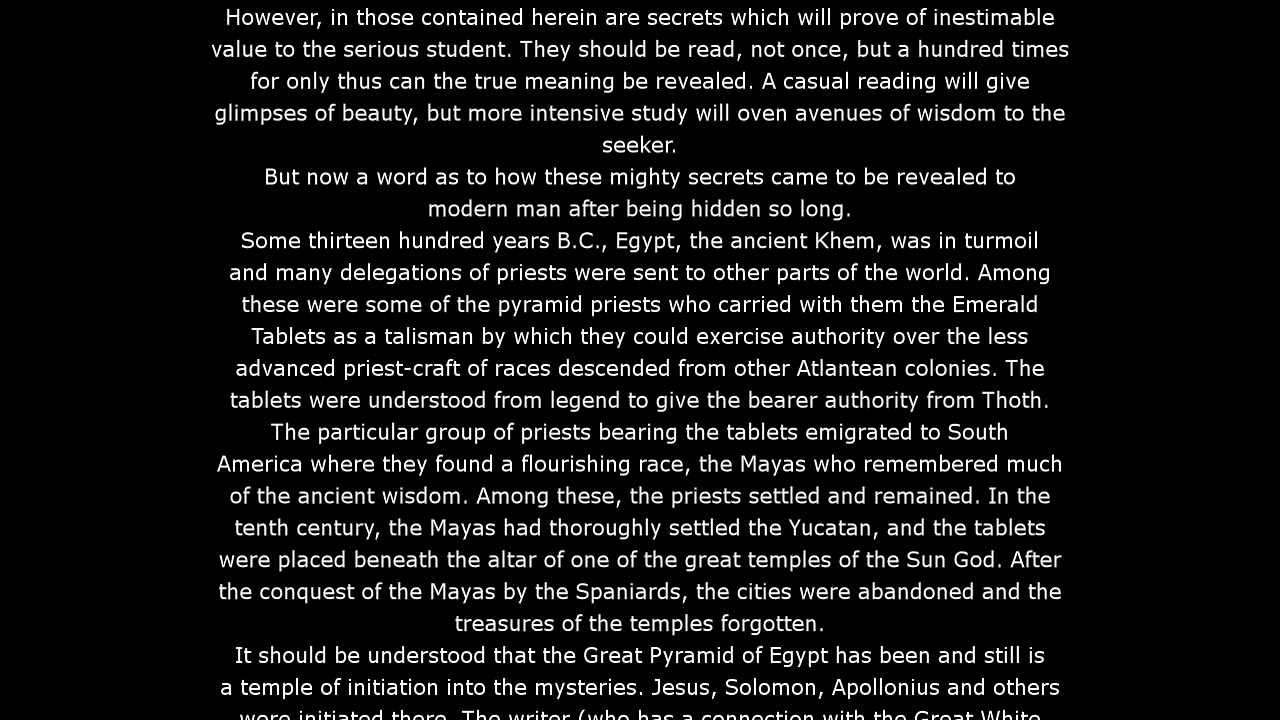 However, in those contained herein are secrets which will prove of inestimable
value to the serious student. They should be read, not once, but a hundred times
for only thus can the true meaning be revealed. A casual reading will give
glimpses of beauty, but more intensive study will oven avenues of wisdom to the
seeker.
But now a word as to how these mighty secrets came to be revealed to
modern man after being hidden so long.
Some thirteen hundred years B.C., Egypt, the ancient Khem, was in turmoil
and many delegations of priests were sent to other parts of the world. Among
these were some of the pyramid priests who carried with them the Emerald
Tablets as a talisman by which they could exercise authority over the less
advanced priest-craft of races descended from other Atlantean colonies. The
tablets were understood from legend to give the bearer authority from Thoth.
The particular group of priests bearing the tablets emigrated to South
America where they found a flourishing race, the Mayas who remembered much
of the ancient wisdom. Among these, the priests settled and remained. In the
tenth century, the Mayas had thoroughly settled the Yucatan, and the tablets
were placed beneath the altar of one of the great temples of the Sun God. After
the conquest of the Mayas by the Spaniards, the cities were abandoned and the
treasures of the temples forgotten.
It should be understood that the Great Pyramid of Egypt has been and still is
a temple of initiation into the mysteries. Jesus, Solomon, Apollonius and others
were initiated there. The writer (who has a connection with the Great White